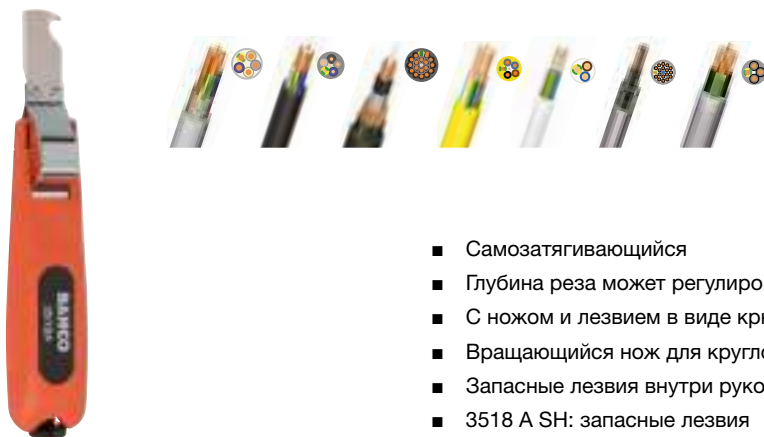 BAHCO
■ Самозатягивающийся
■ Глубина реза может регулиро
■ С ножом и лезвием в виде кр
■ Вращающийся нож для кругло
■ Запасные лезвия внутри руко
■ 3518 A SH: запасные лезвия